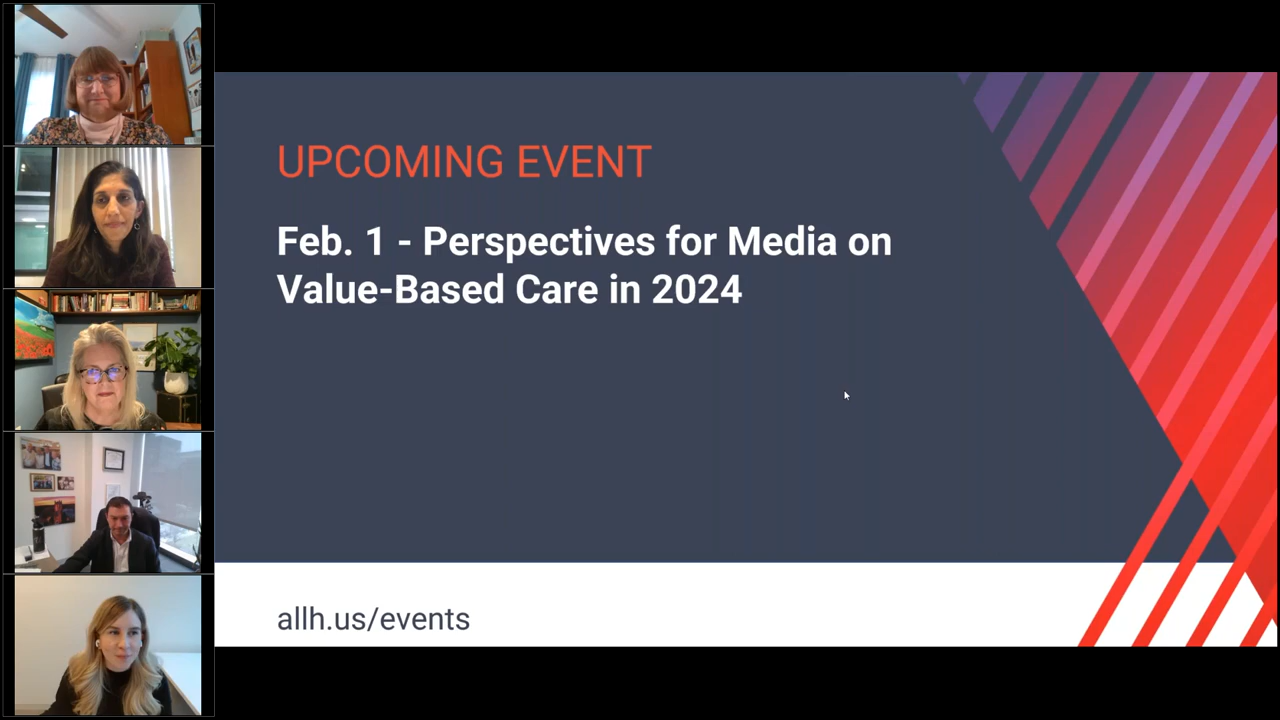 UPCOMING EVENT
Feb. 1 - Perspectives for Media on
Value-Based Care in 2024
allh.us/events